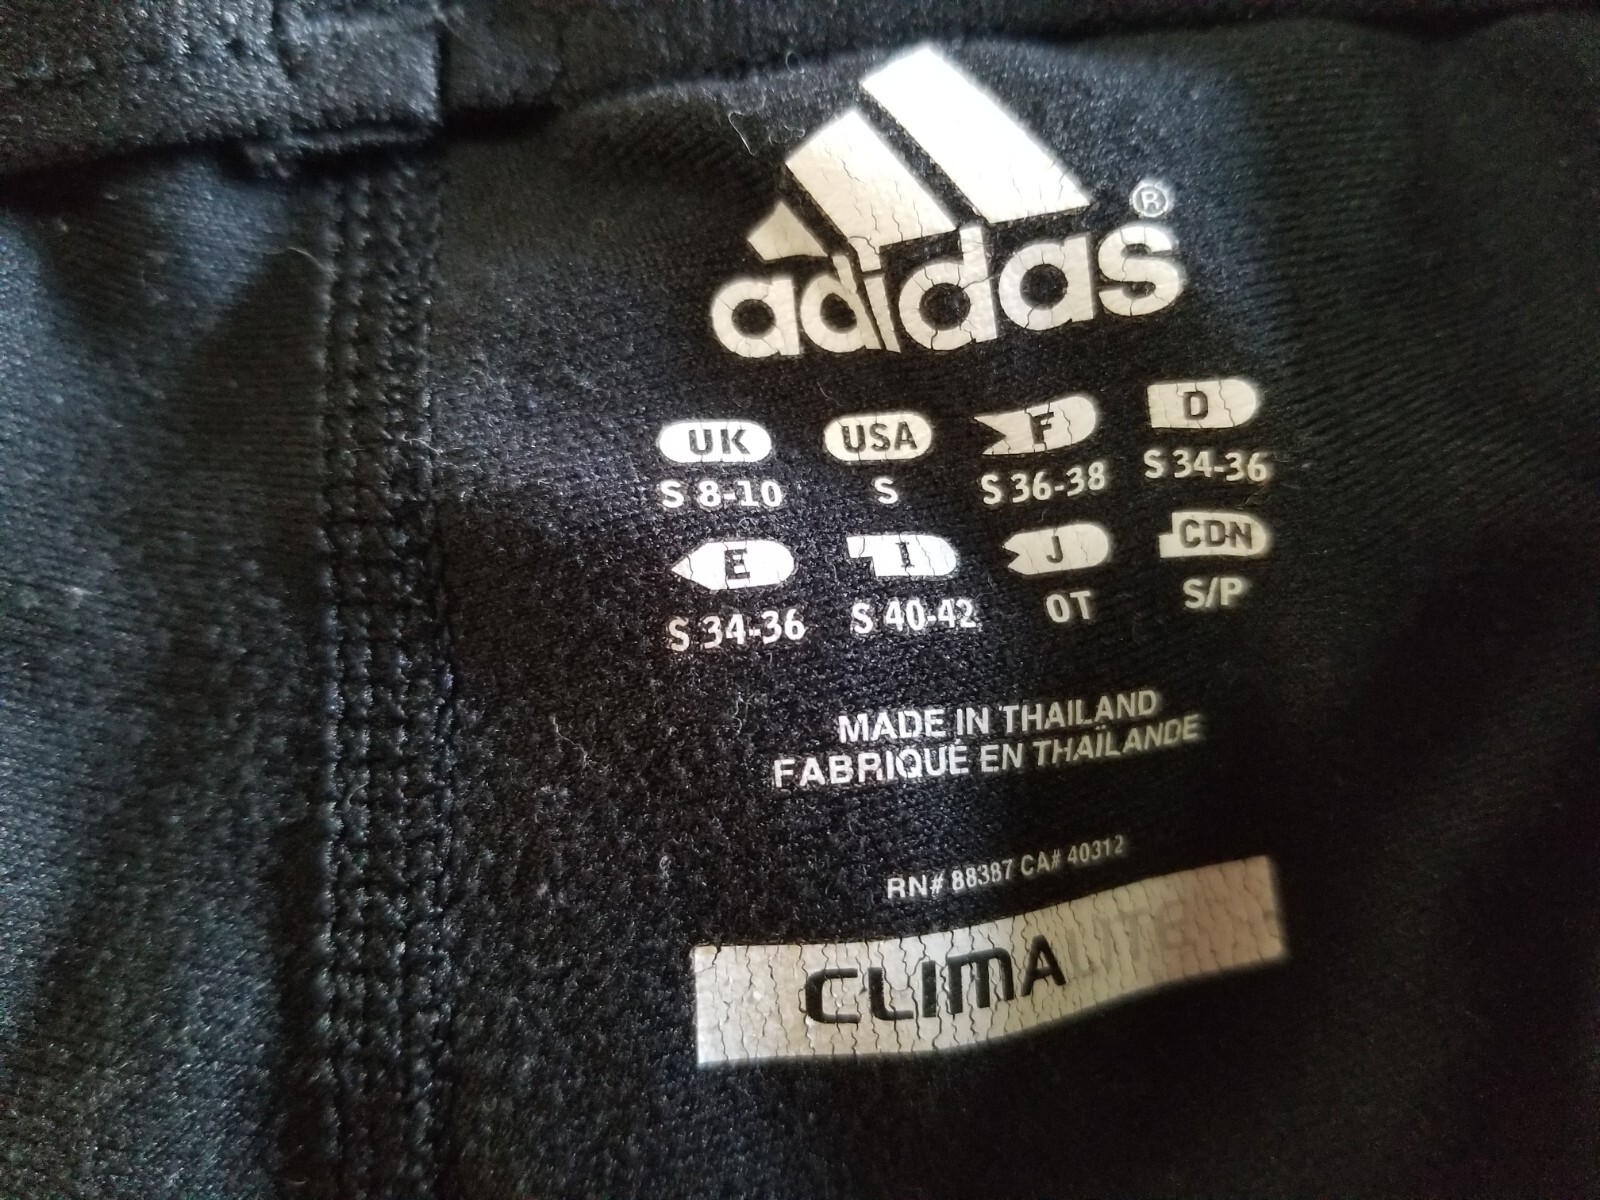 adidas®
UK USA F D
S 8-10 S S 36-38 S 34-36
E I J CDN
S 34-36 S 40-42 OT S/P
MADE IN THAILAND
FABRIQUÉ EN THAÏLANDE
RN# 88387 CA# 40312
CLIMALITE